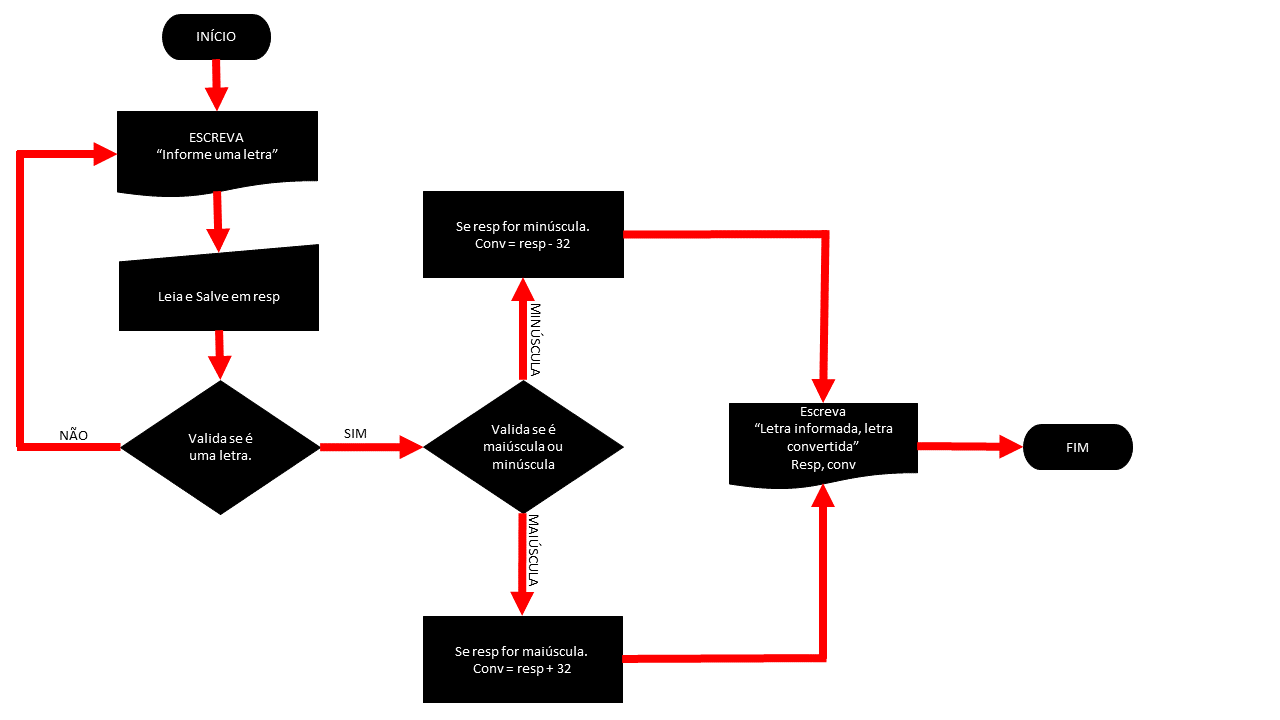 INÍCIO
ESCREVA
“Informe uma letra”
Leia e Salve em resp
Valida se é
uma letra.
NÃO
SIM
Valida se é
maiúscula ou
minúscula
MINÚSCULA
Se resp for minúscula.
Conv = resp - 32
MAIÚSCULA
Se resp for maiúscula.
Conv = resp + 32
Escreva
“Letra informada, letra
convertida”
Resp, conv
FIM